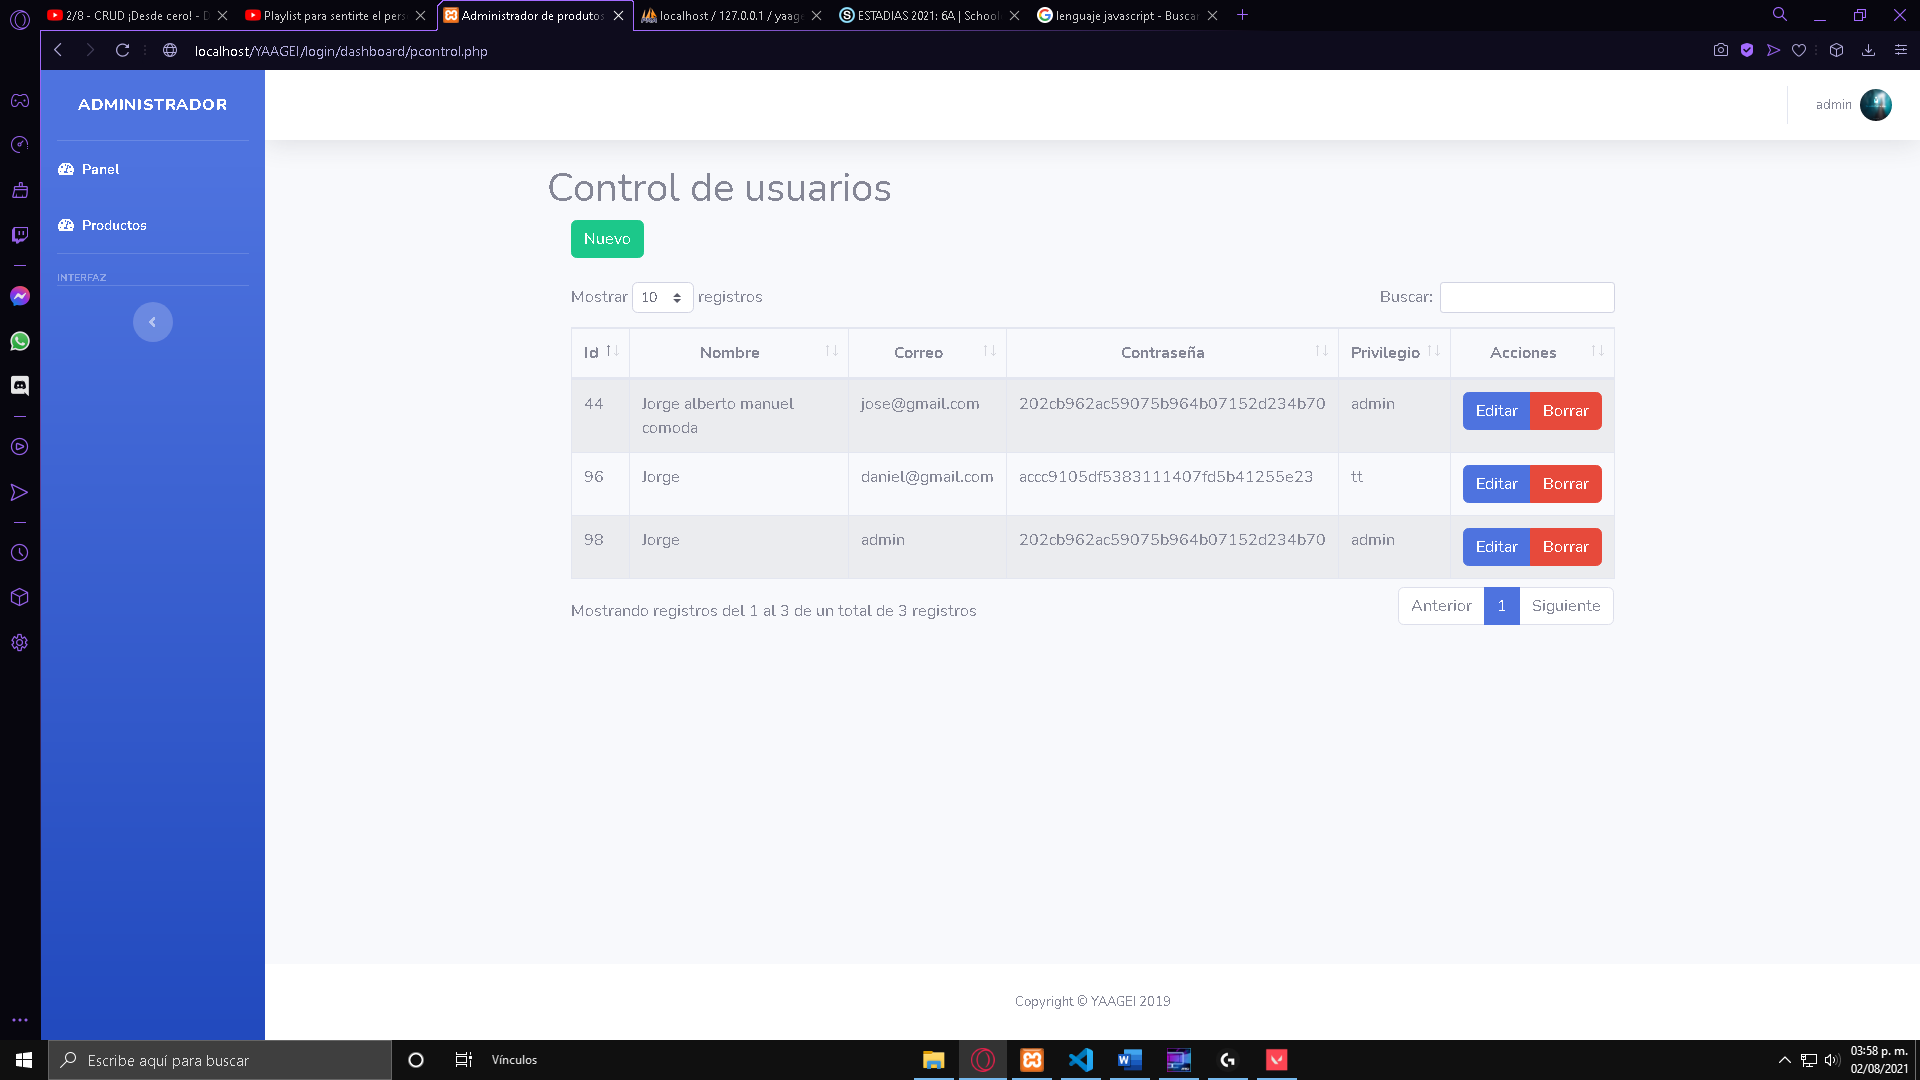 2/8 - CRUD ¡Desde cero! - D
Playlist para sentirte el pers
Administrador de produtos
localhost / 127.0.0.1 / yaage
ESTADIAS 2021: 6A | School
lenguaje javascript - Buscar
localhost/YAAGEI/login/dashboard/pcontrol.php
ADMINISTRADOR
admin
Panel
Productos
INTERFAZ
Control de usuarios
Nuevo
Mostrar 10 registros
Buscar:
Id Nombre Correo Contraseña Privilegio Acciones
44 Jorge alberto manuel comoda jose@gmail.com 202cb962ac59075b964b07152d234b70 admin Editar Borrar
96 Jorge daniel@gmail.com accc9105df5383111407fd5b41255e23 tt Editar Borrar
98 Jorge admin 202cb962ac59075b964b07152d234b70 admin Editar Borrar
Mostrando registros del 1 al 3 de un total de 3 registros
Anterior 1 Siguiente
Copyright © YAAGEI 2019
Escribe aquí para buscar
Vínculos
03:58 p. m.
02/08/2021